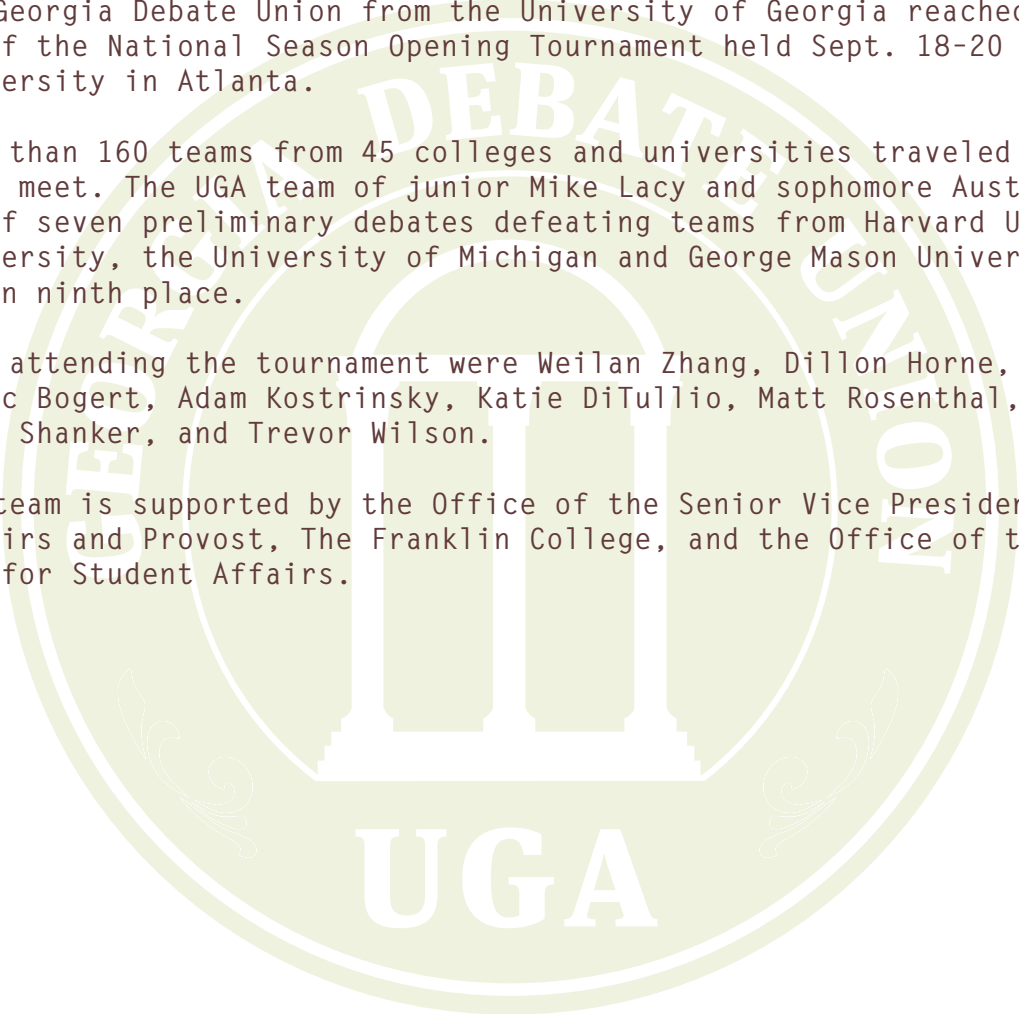 Georgia Debate Union from the University of Georgia reached
f the National Season Opening Tournament held Sept. 18-20
ersity in Atlanta.
than 160 teams from 45 colleges and universities traveled
meet. The UGA team of junior Mike Lacy and sophomore Aust
f seven preliminary debates defeating teams from Harvard U
ersity, the University of Michigan and George Mason Univer
n ninth place.
attending the tournament were Weilan Zhang, Dillon Horne,
c Bogert, Adam Kostrinsky, Katie DiTullio, Matt Rosenthal,
Shanker, and Trevor Wilson.
team is supported by the Office of the Senior Vice Presiden
irs and Provost, The Franklin College, and the Office of t
for Student Affairs.
GEORGIA DEBATE UNION
UGA